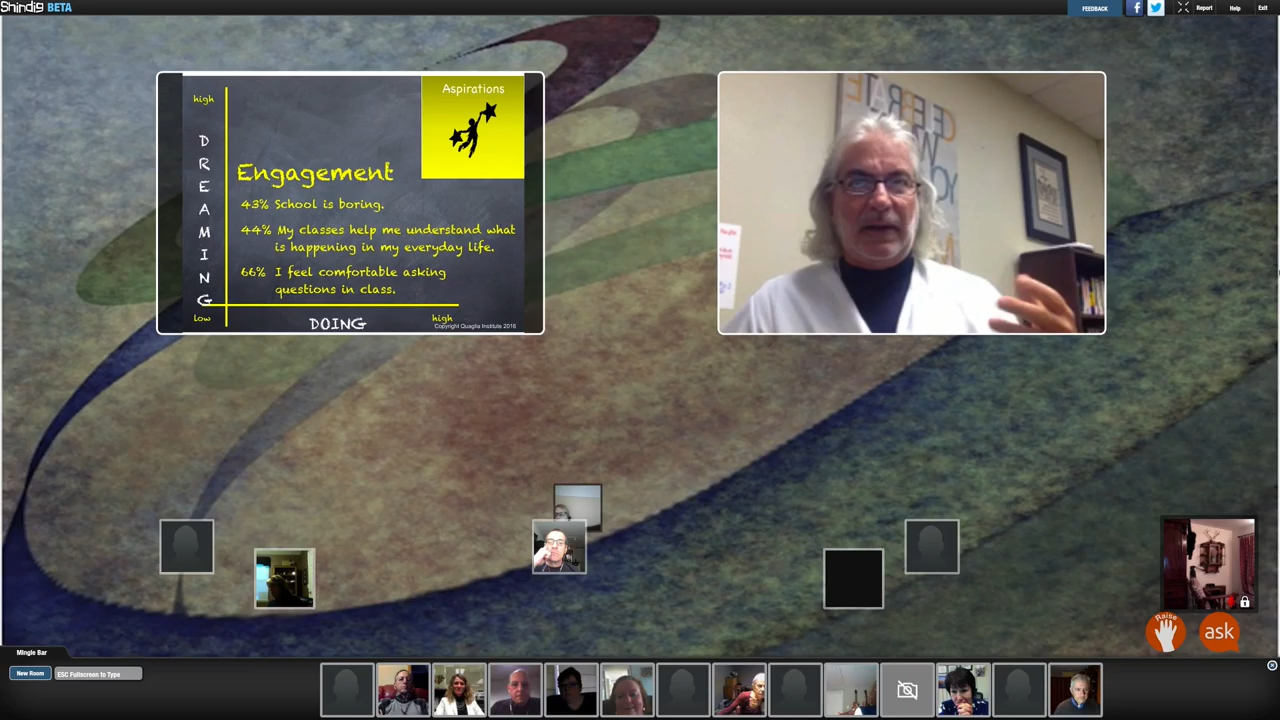 Shindig BETA
FEEDBACK
Report
Help
Exit
high
Aspirations
DREAMING
Engagement
43% School is boring.
44% My classes help me understand what
is happening in my everyday life.
66% I feel comfortable asking
questions in class.
low
DOING
high
Copyright Quaglia Institute 2016
Raise
ask
Mingle Bar
New Room
ESC Fullscreen to Type